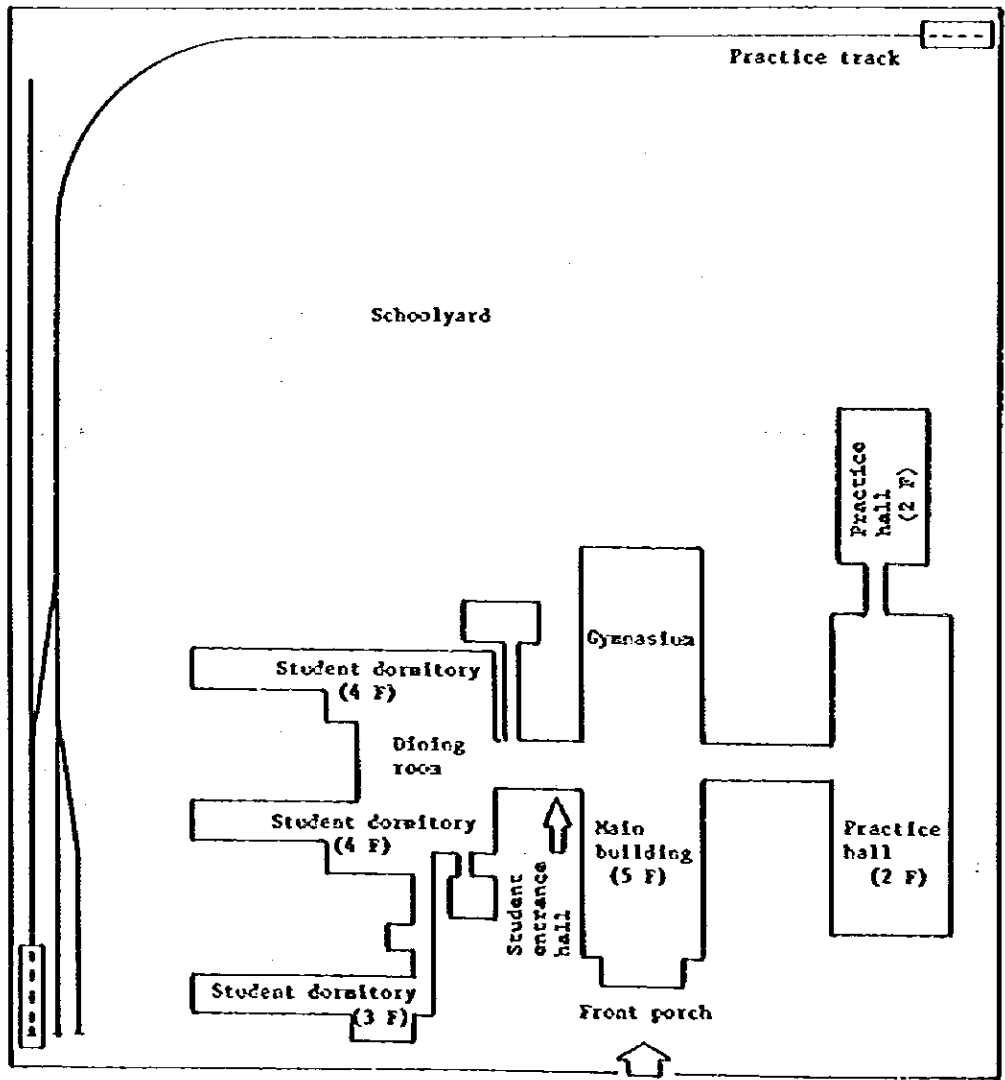 Practice track
Schoolyard
Practice
hall
(2 F)
Gymnasium
Student dormitory
(4 F)
Dining
room
Student dormitory
(4 F)
Main
building
(5 F)
Practice
hall
(2 F)
Student
entrance
hall
Student dormitory
(3 F)
Front porch